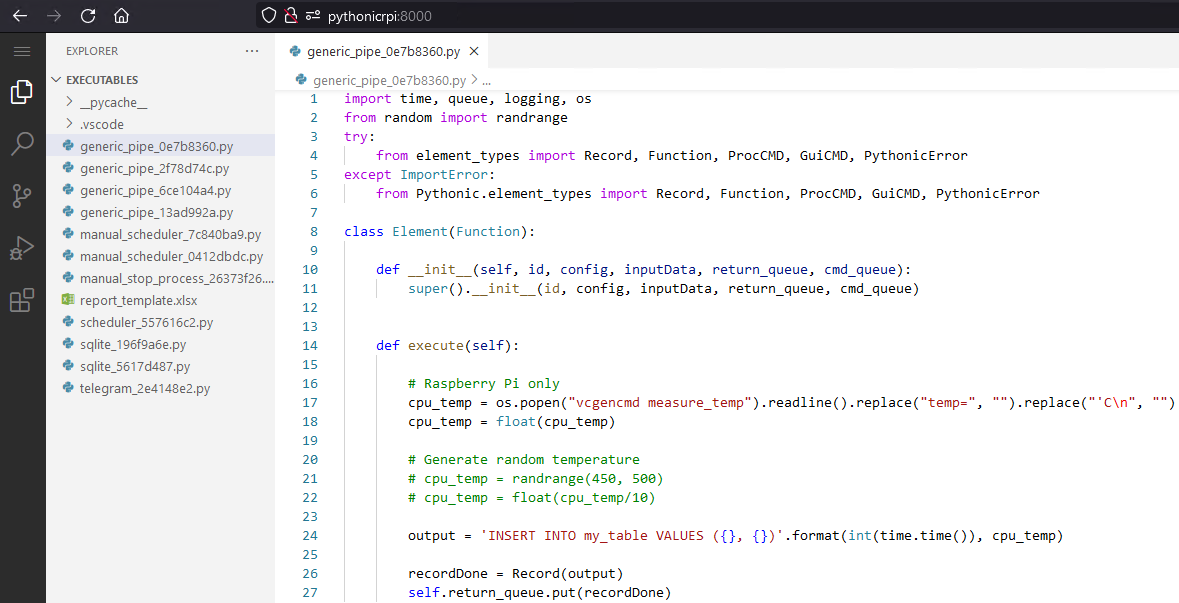 pythonicrpi:8000
EXPLORER
EXECUTABLES
__pycache__
.vscode
generic_pipe_0e7b8360.py
generic_pipe_2f78d74c.py
generic_pipe_6ce104a4.py
generic_pipe_13ad992a.py
manual_scheduler_7c840ba9.py
manual_scheduler_0412dbdc.py
manual_stop_process_26373f26....
report_template.xlsx
scheduler_557616c2.py
sqlite_196f9a6e.py
sqlite_5617d487.py
telegram_2e4148e2.py
generic_pipe_0e7b8360.py
generic_pipe_0e7b8360.py > ...
1 import time, queue, logging, os
2 from random import randrange
3 try:
4     from element_types import Record, Function, ProcCMD, GuiCMD, PythonicError
5 except ImportError:
6     from Pythonic.element_types import Record, Function, ProcCMD, GuiCMD, PythonicError
7
8 class Element(Function):
9
10     def __init__(self, id, config, inputData, return_queue, cmd_queue):
11         super().__init__(id, config, inputData, return_queue, cmd_queue)
12
13
14     def execute(self):
15
16         # Raspberry Pi only
17         cpu_temp = os.popen("vcgencmd measure_temp").readline().replace("temp=", "").replace("'C\n", "")
18         cpu_temp = float(cpu_temp)
19
20         # Generate random temperature
21         # cpu_temp = randrange(450, 500)
22         # cpu_temp = float(cpu_temp/10)
23
24         output = 'INSERT INTO my_table VALUES ({}, {})'.format(int(time.time()), cpu_temp)
25
26         recordDone = Record(output)
27         self.return_queue.put(recordDone)